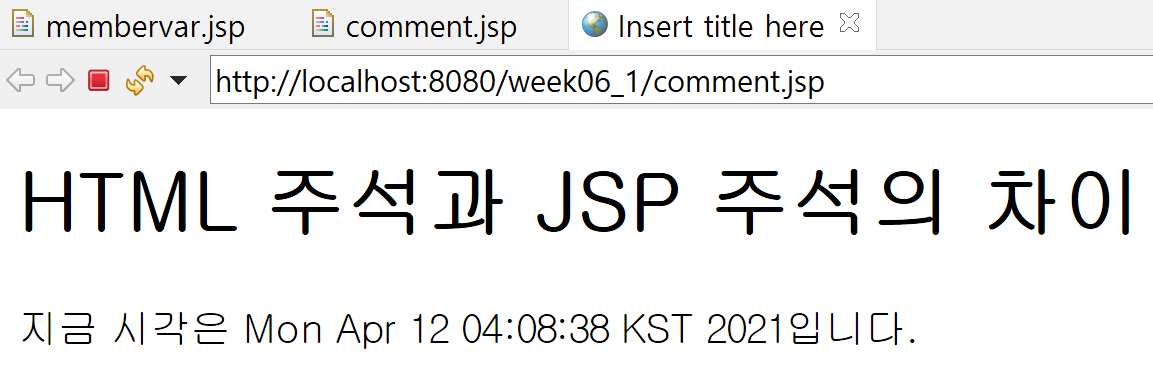 membervar.jsp comment.jsp Insert title here
http://localhost:8080/week06_1/comment.jsp
HTML 주석과 JSP 주석의 차이
지금 시각은 Mon Apr 12 04:08:38 KST 2021입니다.